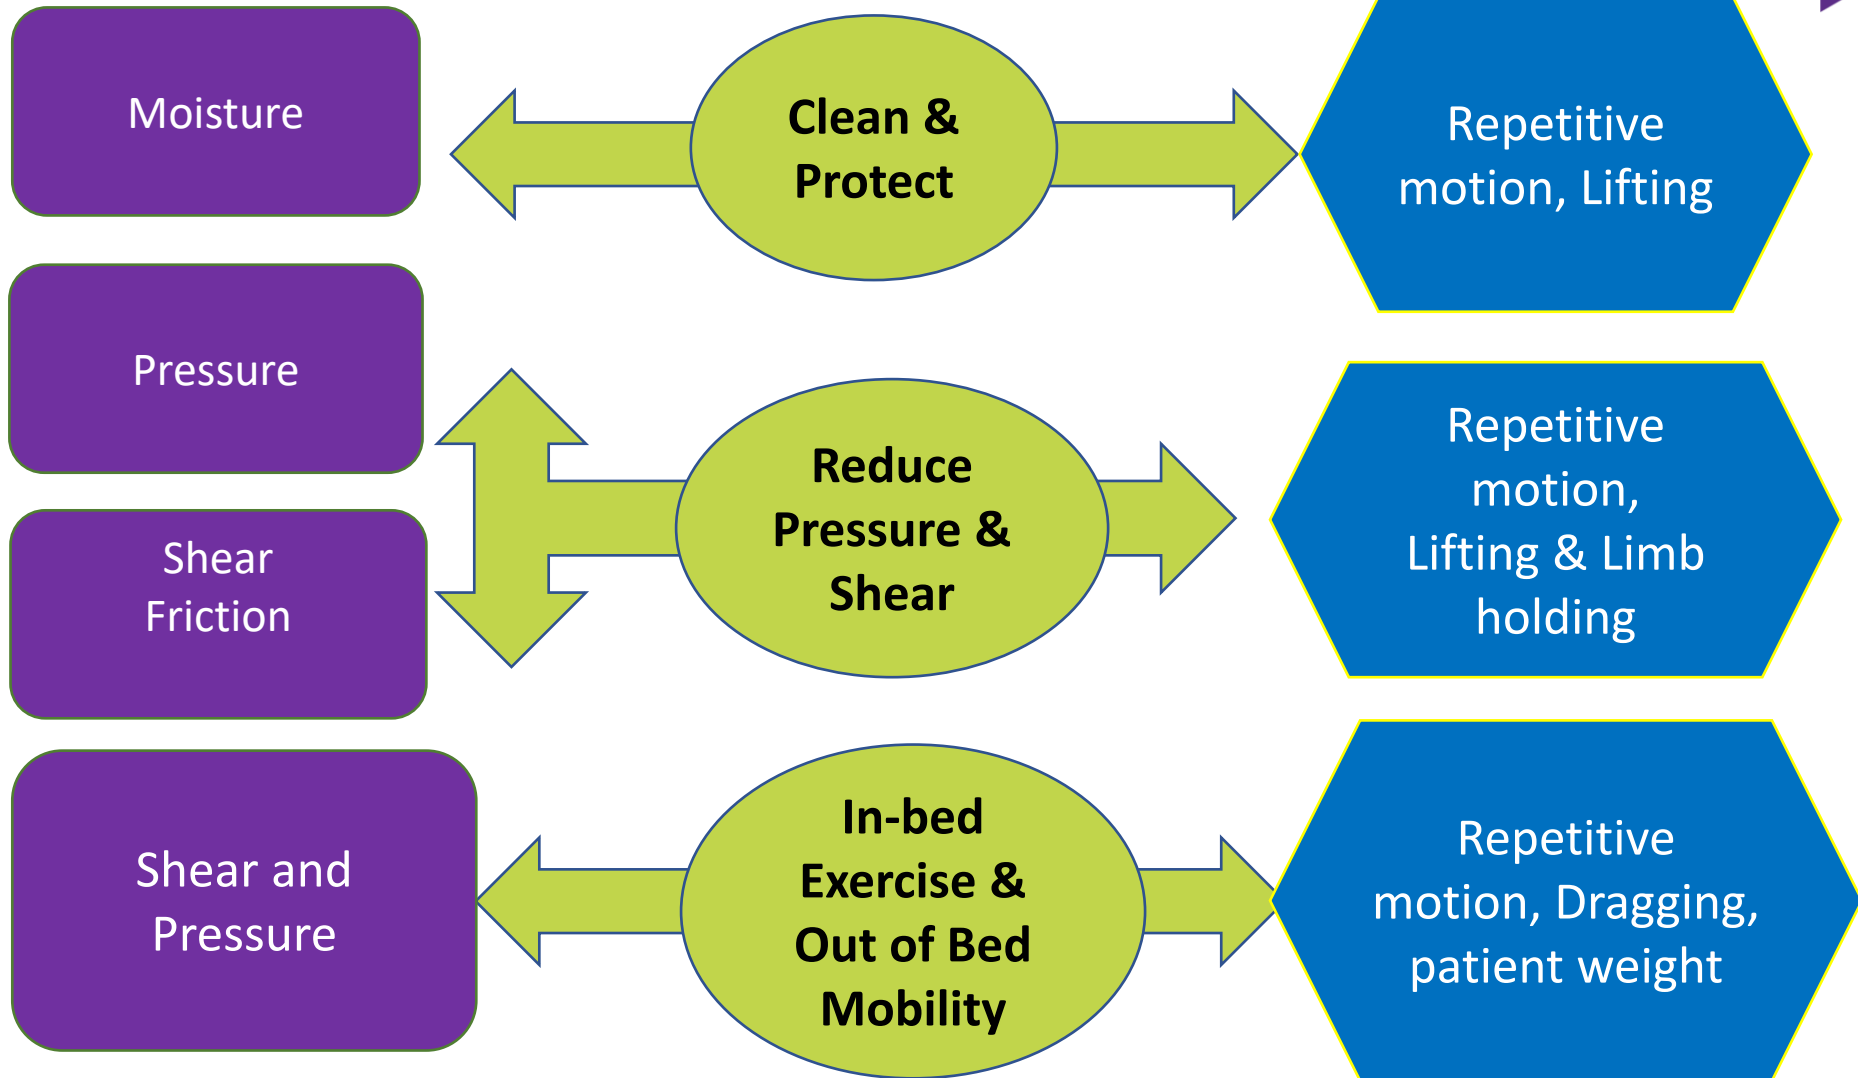 Moisture
Clean &
Protect
Repetitive
motion, Lifting
Pressure
Shear
Friction
Reduce
Pressure &
Shear
Repetitive
motion,
Lifting & Limb
holding
Shear and
Pressure
In-bed
Exercise &
Out of Bed
Mobility
Repetitive
motion, Dragging,
patient weight